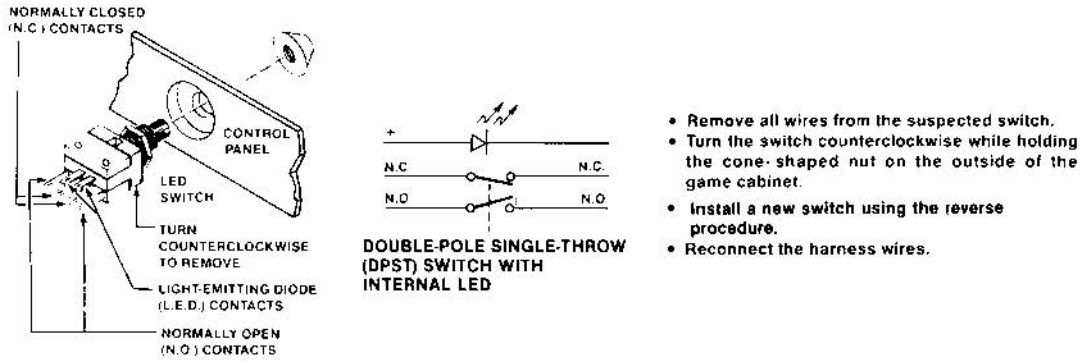 NORMALLY CLOSED
(N.C.) CONTACTS
CONTROL
PANEL
LED
SWITCH
TURN
COUNTERCLOCKWISE
TO REMOVE
LIGHT-EMITTING DIODE
(L.E.D.) CONTACTS
NORMALLY OPEN
(N.O.) CONTACTS
+
N.C N.C.
N.O N.O
DOUBLE-POLE SINGLE-THROW
(DPST) SWITCH WITH
INTERNAL LED
• Remove all wires from the suspected switch.
• Turn the switch counterclockwise while holding
the cone-shaped nut on the outside of the
game cabinet.
• Install a new switch using the reverse
procedure.
• Reconnect the harness wires.